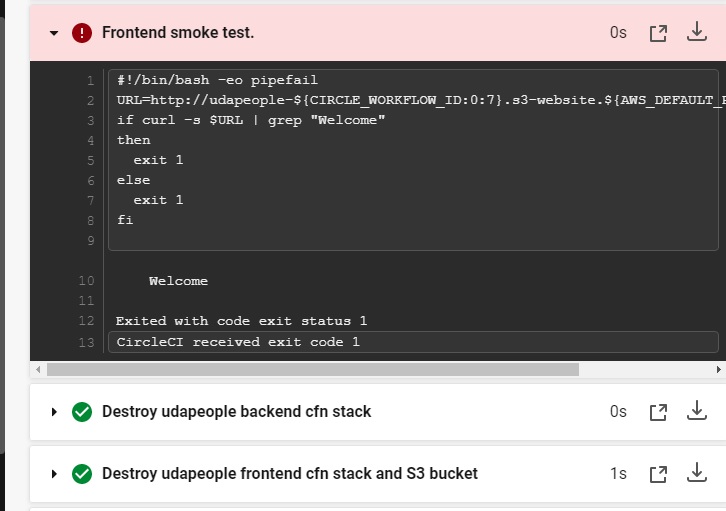 Frontend smoke test.
0s
1 #!/bin/bash -eo pipefail
2 URL=http://udapeople-${CIRCLE_WORKFLOW_ID:0:7}.s3-website.${AWS_DEFAULT_
3 if curl -s $URL | grep "Welcome"
4 then
5 exit 1
6 else
7 exit 1
8 fi
9
10 Welcome
11
12 Exited with code exit status 1
13 CircleCI received exit code 1
Destroy udapeople backend cfn stack
0s
Destroy udapeople frontend cfn stack and S3 bucket
1s